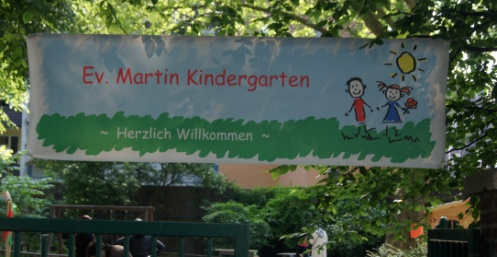 Ev. Martin Kindergarten
~ Herzlich Willkommen ~